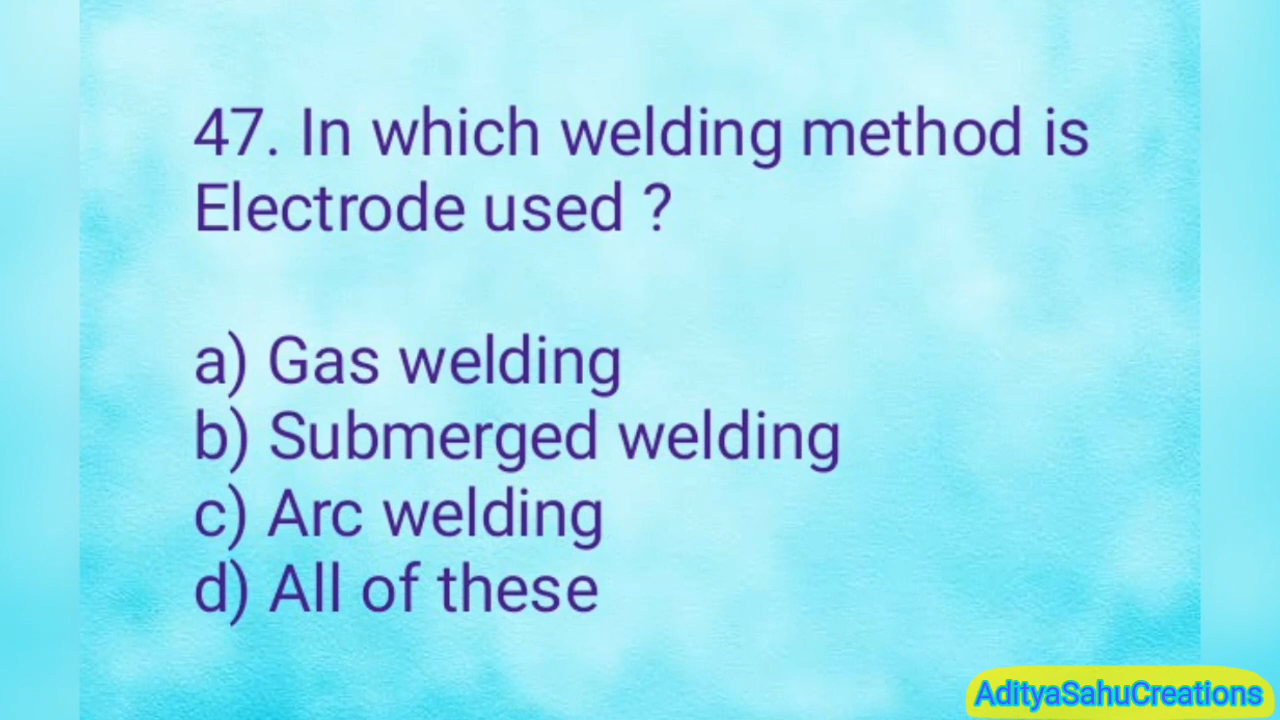 47. In which welding method is
Electrode used ?
a) Gas welding
b) Submerged welding
c) Arc welding
d) All of these
AdityaSahuCreations